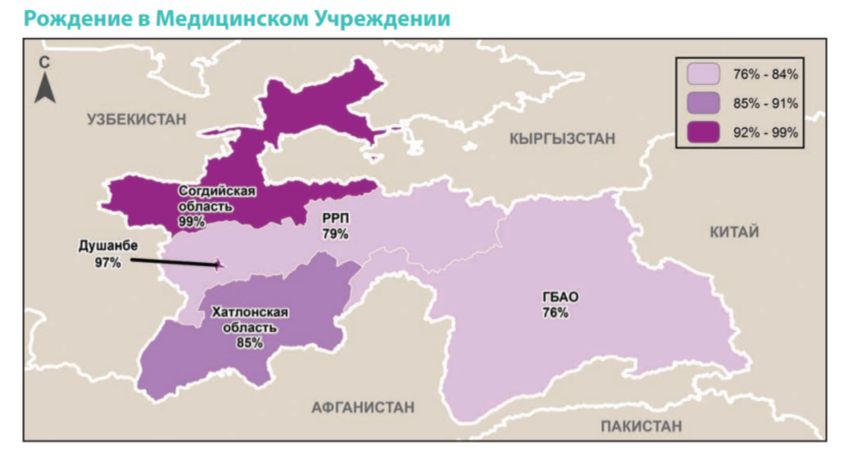 Рождение в Медицинском Учреждении
С
76% - 84%
85% - 91%
92% - 99%
УЗБЕКИСТАН
КЫРГЫЗСТАН
Согдийская
область
99%
РРП
79%
КИТАЙ
Душанбе
97%
ГБАО
76%
Хатлонская
область
85%
АФГАНИСТАН
ПАКИСТАН